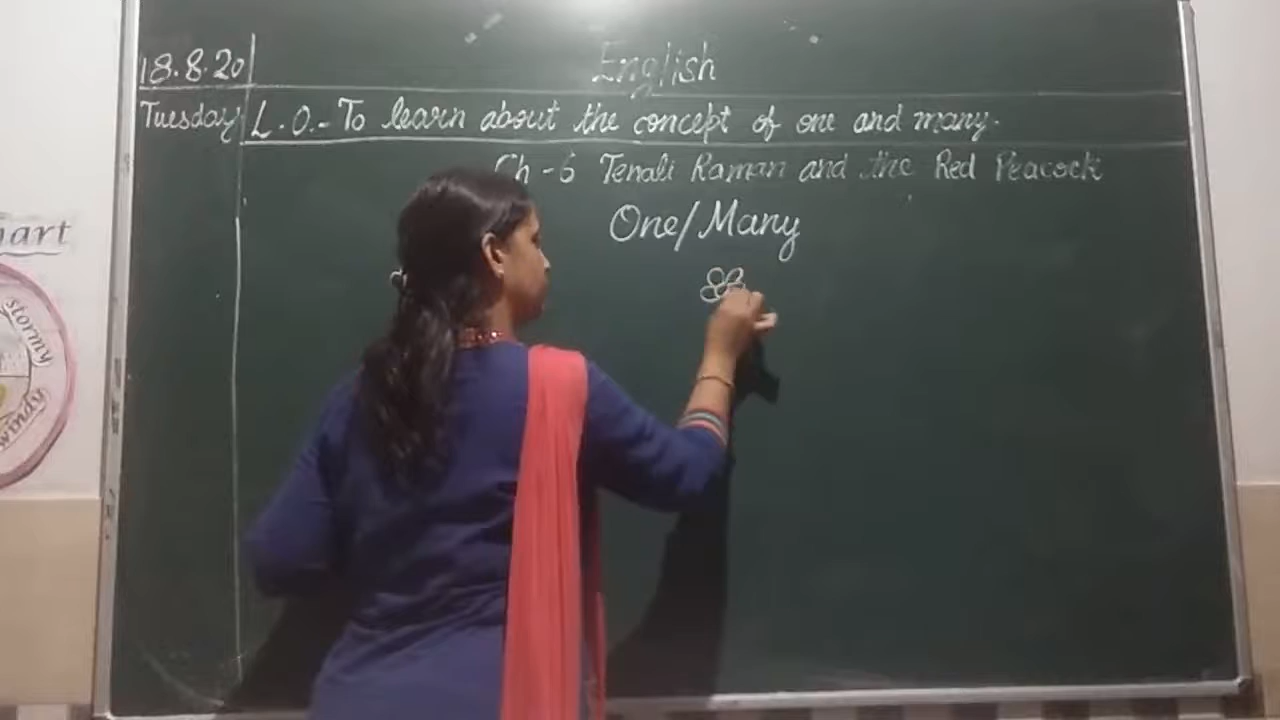 18.8.20 English
Tuesday L.O.- To learn about the concept of one and many.
Ch-6 Tenali Raman and the Red Peacock
One/Many
stormy
windy